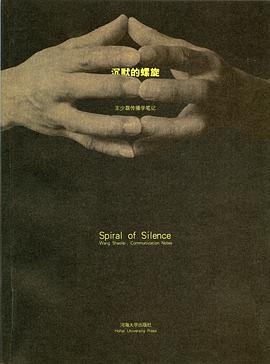 沉默的螺旋
王少磊传播学笔记
Spiral of Silence
Wang Shaolei , Communication Notes
河海大学出版社
Hohai University Press